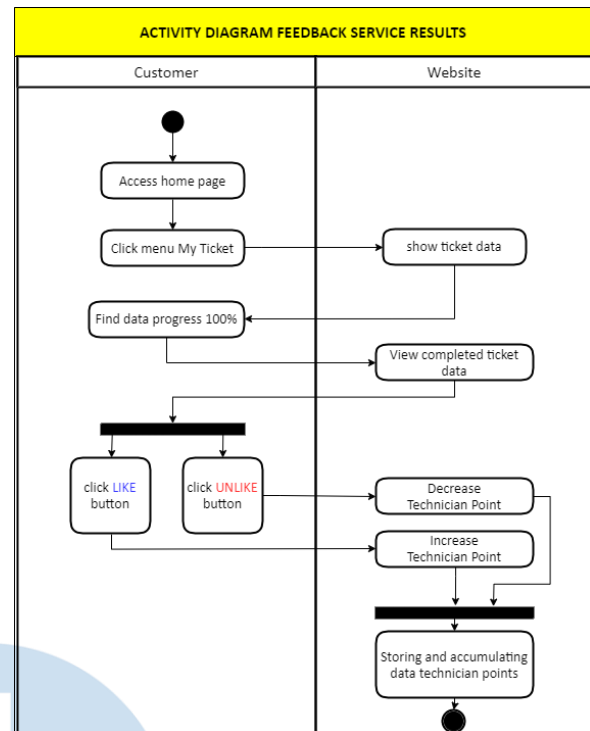 ACTIVITY DIAGRAM FEEDBACK SERVICE RESULTS
Customer
Website
Access home page
Click menu My Ticket
show ticket data
Find data progress 100%
View completed ticket
data
click LIKE
button
click UNLIKE
button
Decrease
Technician Point
Increase
Technician Point
Storing and accumulating
data technician points